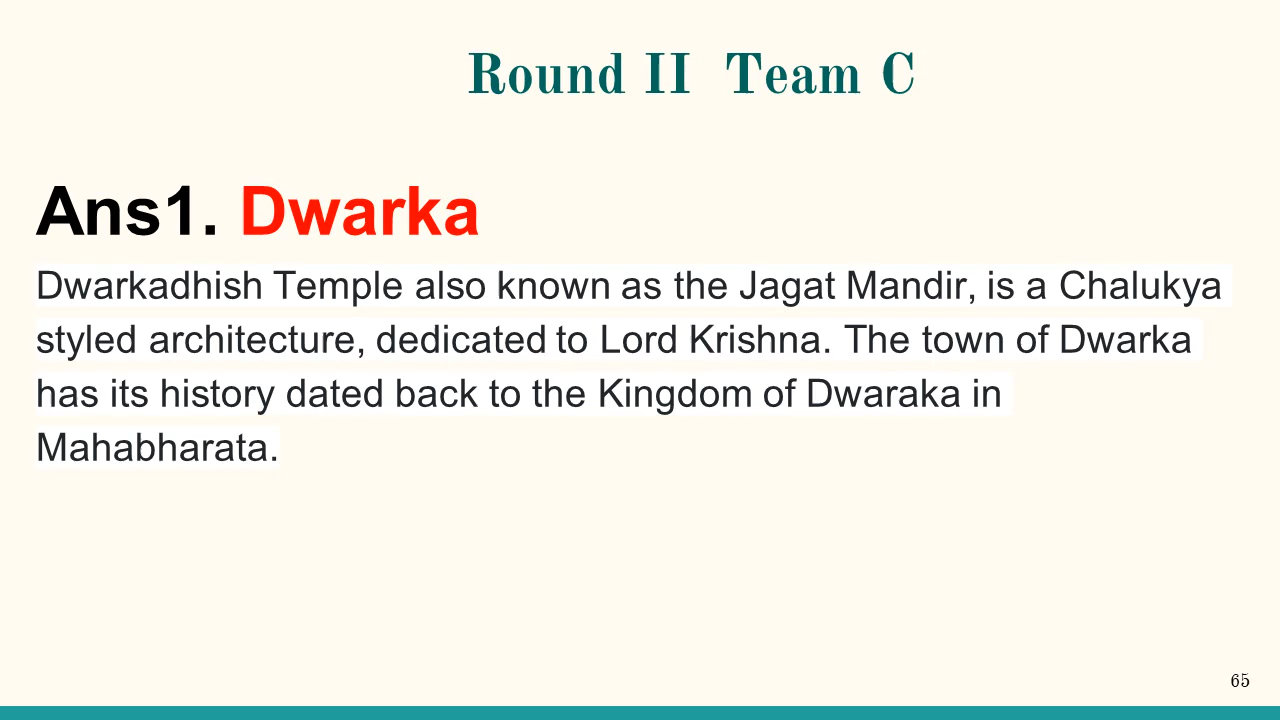 Round II  Team C
Ans1. Dwarka
Dwarkadhish Temple also known as the Jagat Mandir, is a Chalukya
styled architecture, dedicated to Lord Krishna. The town of Dwarka
has its history dated back to the Kingdom of Dwaraka in
Mahabharata.
65